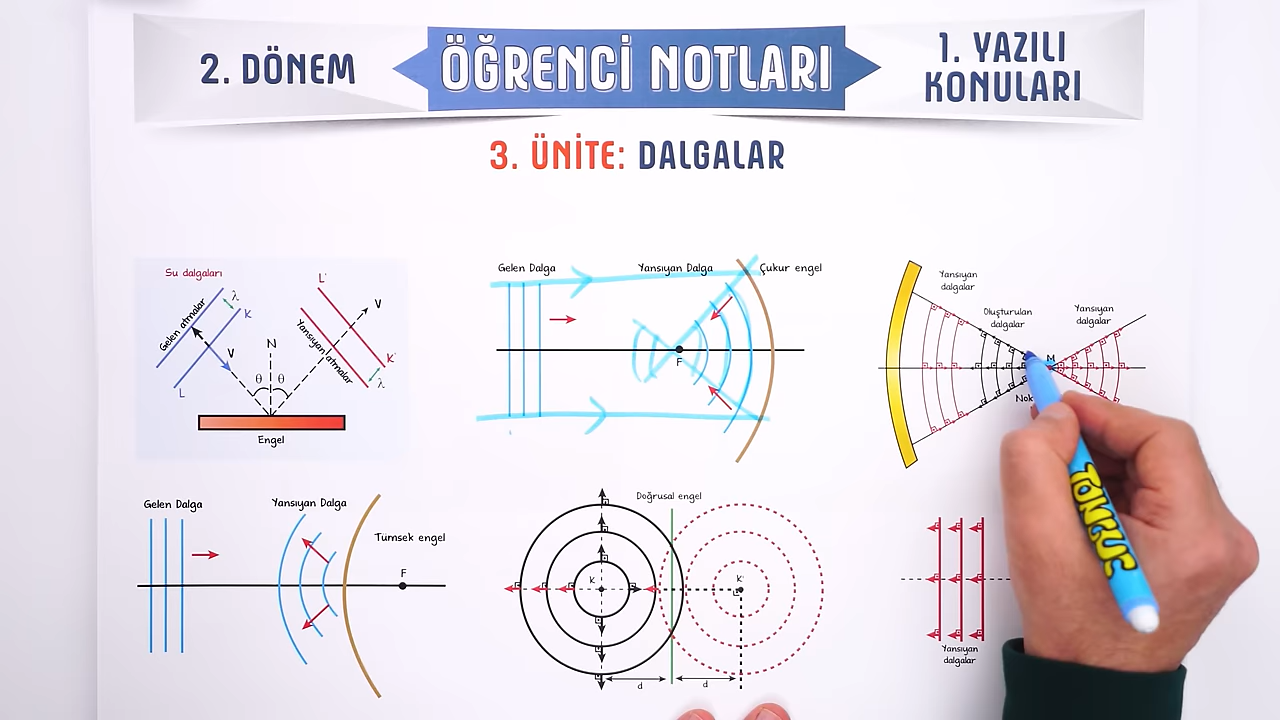 2. DÖNEM
ÖĞRENCİ NOTLARI
1. YAZILI
KONULARI
3. ÜNİTE: DALGALAR
Su dalgaları
Gelen atmalar
λ
K
L
V
N
θ
θ
L'
V
Yansıyan atmalar
K'
λ
Engel
Gelen Dalga
Yansıyan Dalga
Çukur engel
F
Yansıyan
dalgalar
Oluşturulan
dalgalar
Yansıyan
dalgalar
M
Gelen Dalga
Yansıyan Dalga
Tümsek engel
F
Doğrusal engel
K
K'
d
d
Yansıyan
dalgalar
TONGUÇ